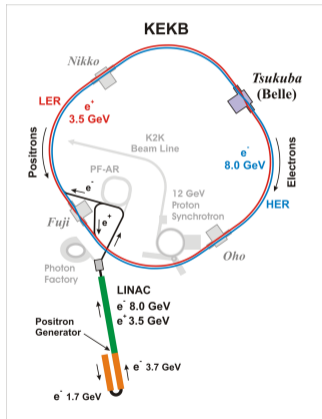 KEKB
Nikko
Tsukuba
(Belle)
LER
e+
3.5 GeV
K2K
Beam Line
e-
8.0 GeV
Positrons
Electrons
PF-AR
e-
12 GeV
Proton
Synchrotron
HER
e+
Fuji
Oho
Photon
Factory
LINAC
e- 8.0 GeV
e+ 3.5 GeV
Positron
Generator
e- 3.7 GeV
e- 1.7 GeV